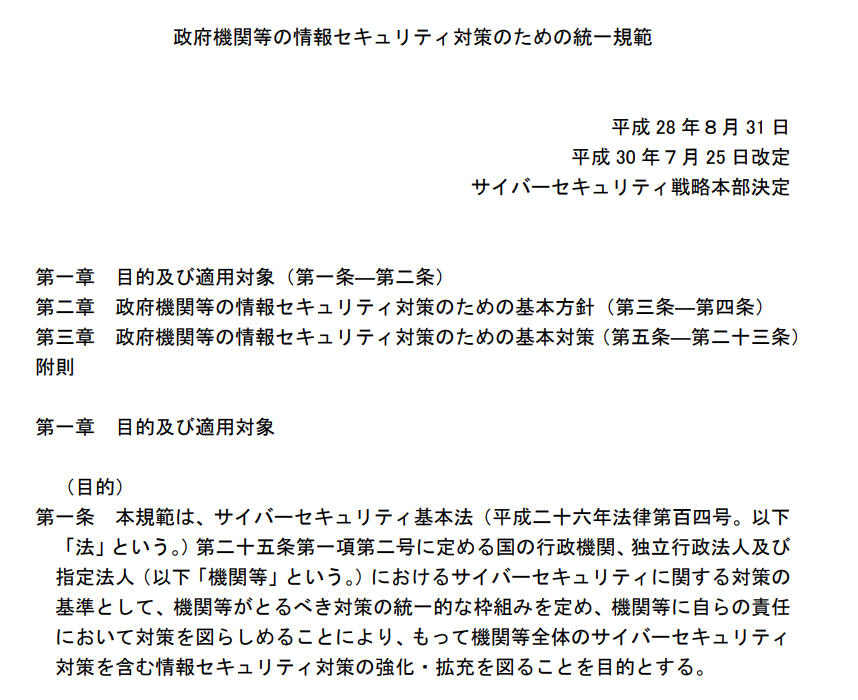 政府機関等の情報セキュリティ対策のための統一規範
平成 28 年８月 31 日
平成 30 年７月 25 日改定
サイバーセキュリティ戦略本部決定
第一章　目的及び適用対象（第一条―第二条）
第二章　政府機関等の情報セキュリティ対策のための基本方針（第三条―第四条）
第三章　政府機関等の情報セキュリティ対策のための基本対策（第五条―第二十三条）
附則
第一章　目的及び適用対象
（目的）
第一条　本規範は、サイバーセキュリティ基本法（平成二十六年法律第百四号。以下
「法」という。）第二十五条第一項第二号に定める国の行政機関、独立行政法人及び
指定法人（以下「機関等」という。）におけるサイバーセキュリティに関する対策の
基準として、機関等がとるべき対策の統一的な枠組みを定め、機関等に自らの責任
において対策を図らしめることにより、もって機関等全体のサイバーセキュリティ
対策を含む情報セキュリティ対策の強化・拡充を図ることを目的とする。